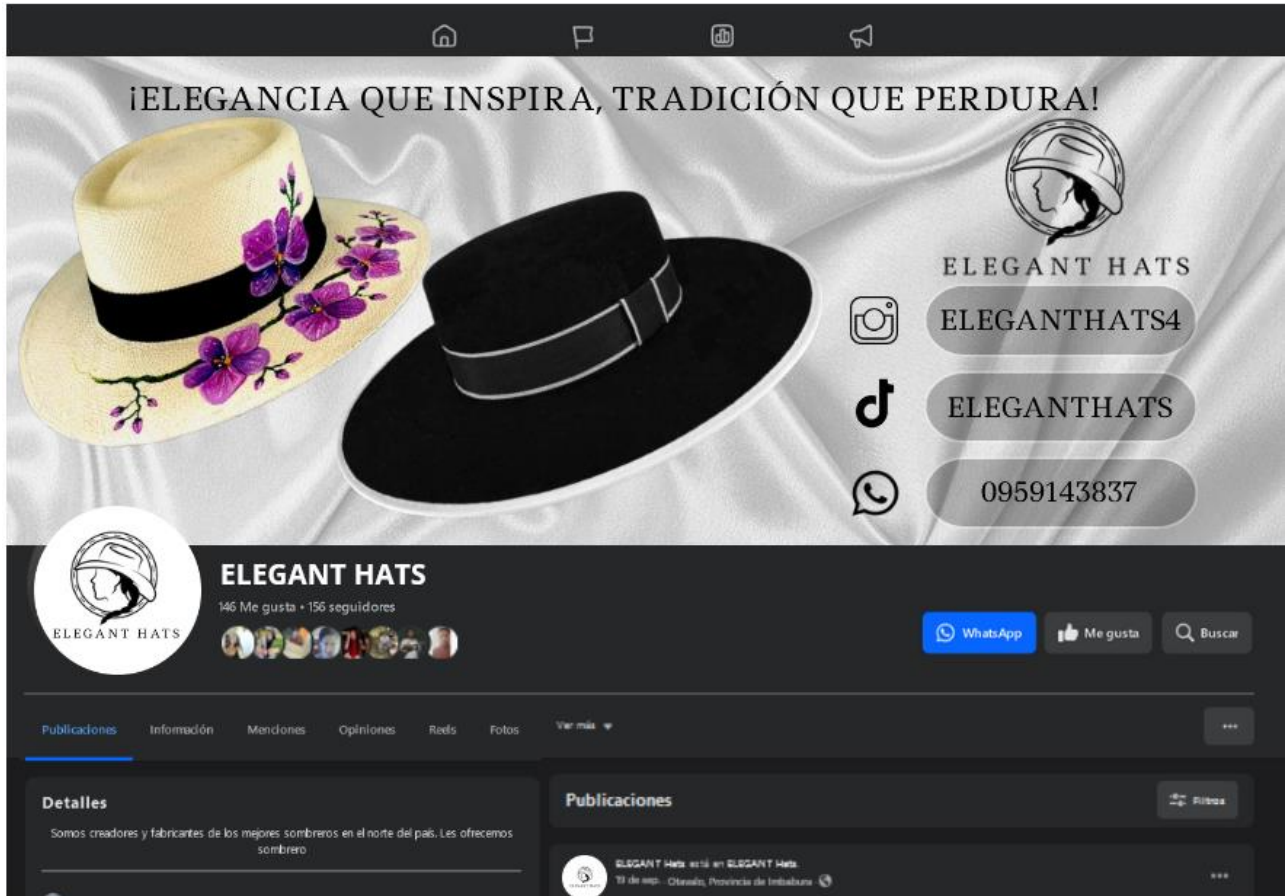 ¡ELEGANCIA QUE INSPIRA, TRADICIÓN QUE PERDURA!
ELEGANT HATS
ELEGANTHATS4
ELEGANTHATS
0959143837
ELEGANT HATS
ELEGANT HATS
146 Me gusta • 156 seguidores
WhatsApp
Me gusta
Buscar
Publicaciones Información Menciones Opiniones Reels Fotos Ver más
Detalles
Somos creadores y fabricantes de los mejores sombreros en el norte del país. Les ofrecemos
sombrero
Publicaciones
Filtros
ELEGANT Hats está en ELEGANT Hats.
19 de sep. · Otavalo, Provincia de Imbabura ·